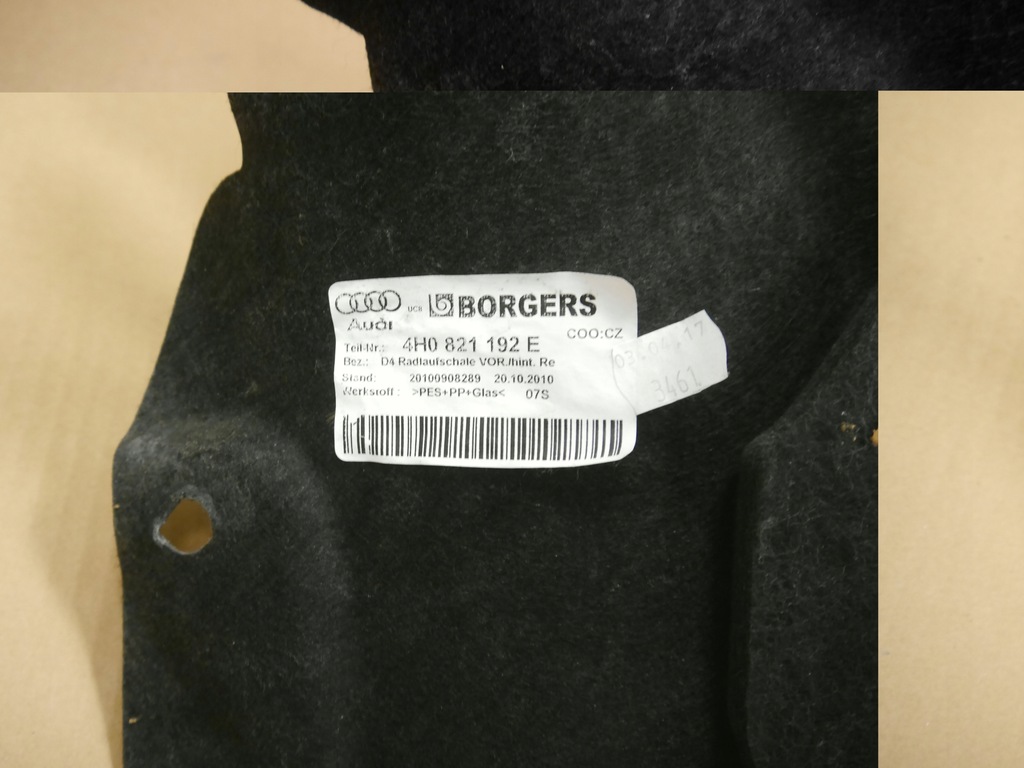 Audi UCR BORGERS
COO:CZ
Teil-Nr.: 4H0 821 192 E
Bez.: D4 Radlaufschale VOR./hint. Re
Stand: 20100908289 20.10.2010
Werkstoff: >PES+PP+Glas< 07S
03.04.17
3461